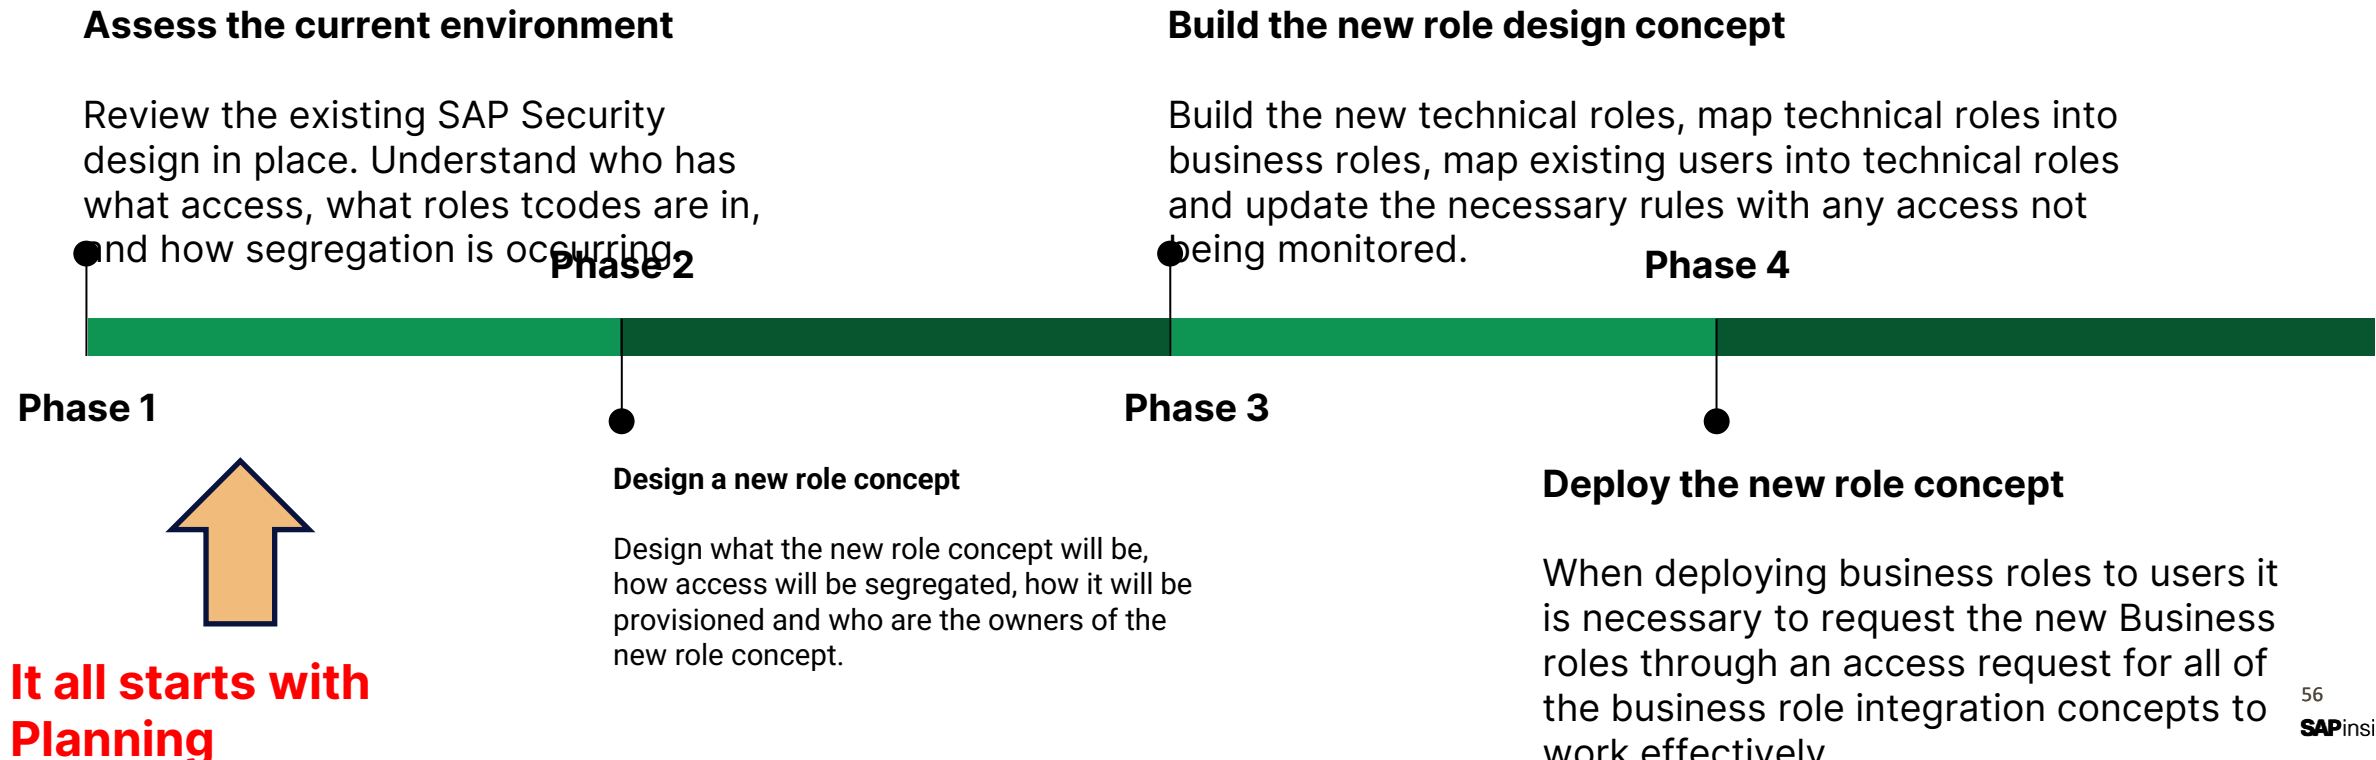 Assess the current environment
Review the existing SAP Security
design in place. Understand who has
what access, what roles tcodes are in,
and how segregation is occurring.
Phase 1
It all starts with
Planning
Phase 2
Design a new role concept
Design what the new role concept will be,
how access will be segregated, how it will be
provisioned and who are the owners of the
new role concept.
Build the new role design concept
Build the new technical roles, map technical roles into
business roles, map existing users into technical roles
and update the necessary rules with any access not
being monitored.
Phase 3
Phase 4
Deploy the new role concept
When deploying business roles to users it
is necessary to request the new Business
roles through an access request for all of
the business role integration concepts to
work effectively
56
SAPinsi